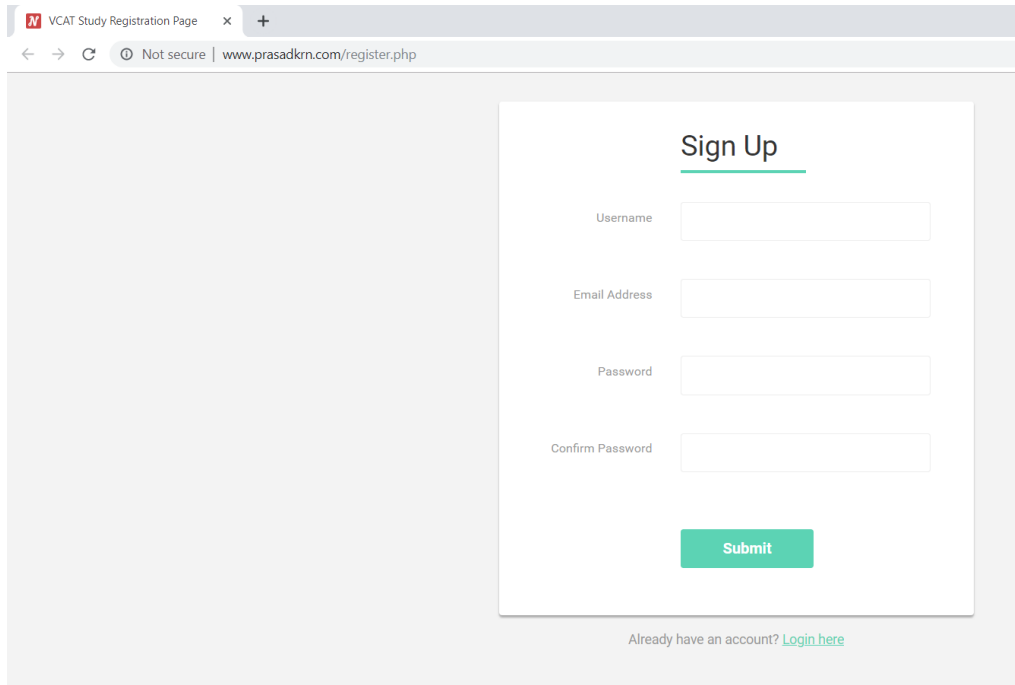 VCAT Study Registration Page
Not secure | www.prasadkrn.com/register.php
Sign Up
Username
Email Address
Password
Confirm Password
Submit
Already have an account? Login here